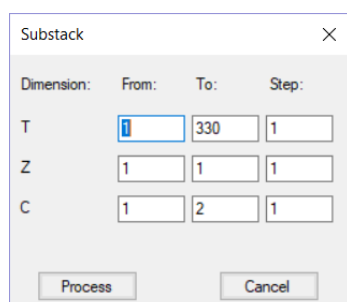 Substack
Dimension: From: To: Step:
T 1 330 1
Z 1 1 1
C 1 2 1
Process Cancel